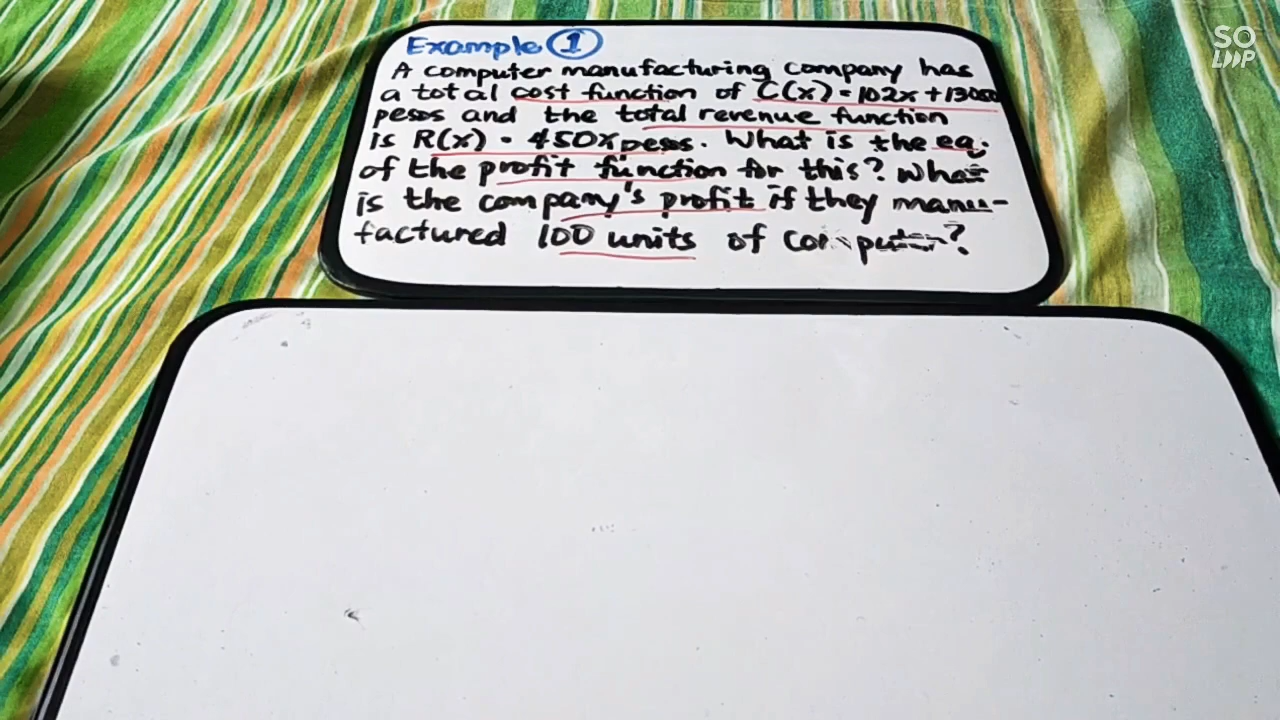 Example 1
A computer manufacturing company has
a total cost function of C(x) = 102x +
pesos and the total revenue function
is R(x) = 450x pesos. What is the eq.
of the profit function for this? What
is the company's profit if they manu-
factured 100 units of computer?
SO
LOOP